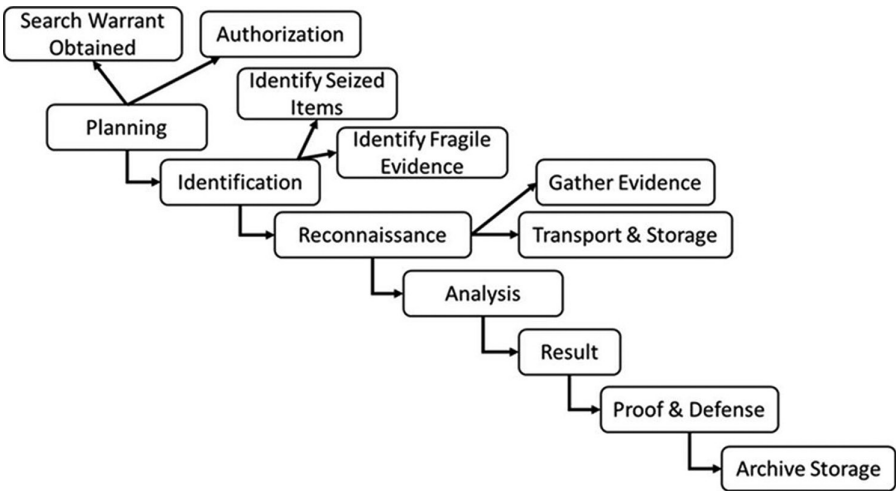 Search Warrant
Obtained
Authorization
Identify Seized
Items
Planning
Identify Fragile
Evidence
Identification
Gather Evidence
Reconnaissance
Transport & Storage
Analysis
Result
Proof & Defense
Archive Storage